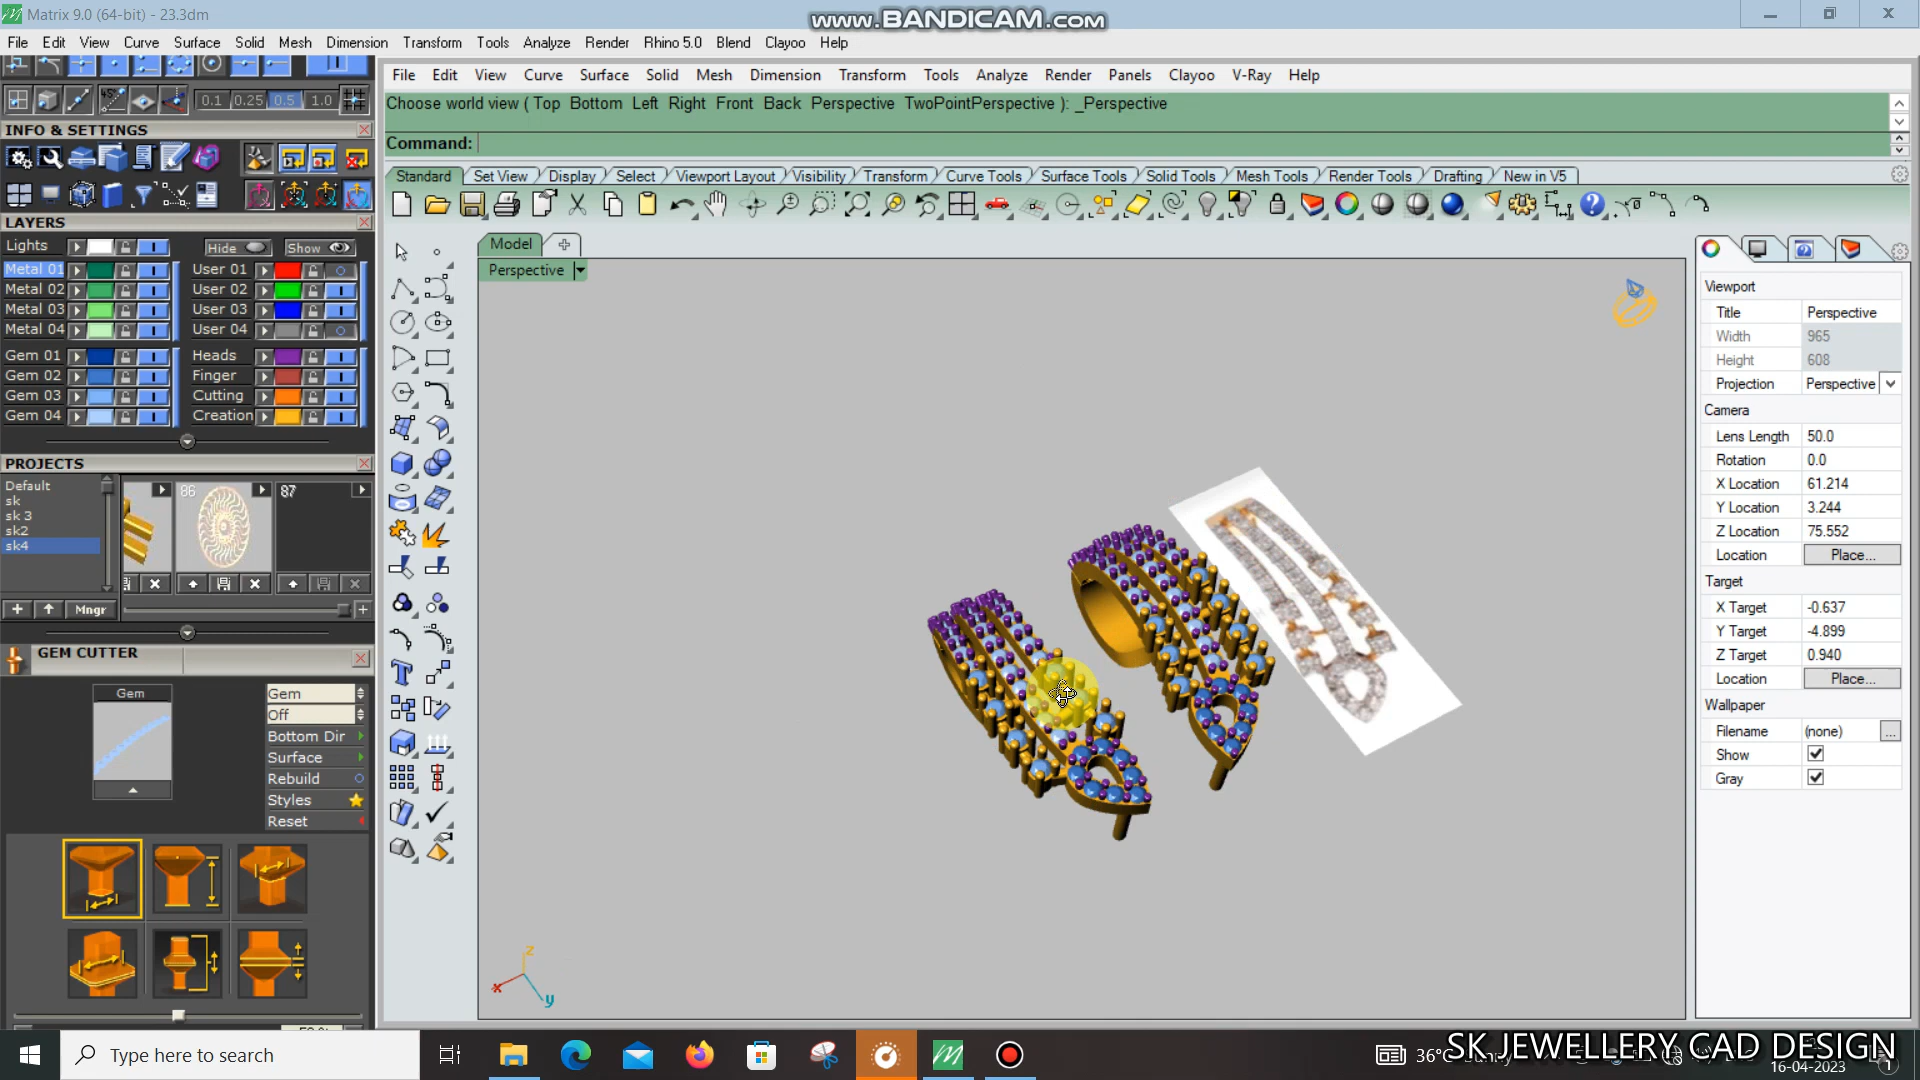 Matrix 9.0 (64-bit) - 23.3dm
www.BANDICAM.com
File Edit View Curve Surface Solid Mesh Dimension Transform Tools Analyze Render Rhino 5.0 Blend Clayoo Help
File Edit View Curve Surface Solid Mesh Dimension Transform Tools Analyze Render Panels Clayoo V-Ray Help
0.1 0.25 0.5 1.0
Choose world view ( Top Bottom Left Right Front Back Perspective TwoPointPerspective ): _Perspective
INFO & SETTINGS
Command:
Standard Set View Display Select Viewport Layout Visibility Transform Curve Tools Surface Tools Solid Tools Mesh Tools Render Tools Drafting New in V5
LAYERS
Lights Hide Show
Metal 01 User 01
Metal 02 User 02
Metal 03 User 03
Metal 04 User 04
Gem 01 Heads
Gem 02 Finger
Gem 03 Cutting
Gem 04 Creation
Model
Perspective
PROJECTS
Default
sk
sk 3
sk2
sk4
86 87
Mngr
GEM CUTTER
Gem
Gem
Off
Bottom Dir
Surface
Rebuild
Styles
Reset
z
x
y
Viewport
Title Perspective
Width 965
Height 608
Projection Perspective
Camera
Lens Length 50.0
Rotation 0.0
X Location 61.214
Y Location 3.244
Z Location 75.552
Location Place...
Target
X Target -0.637
Y Target -4.899
Z Target 0.940
Location Place...
Wallpaper
Filename (none) ...
Show
Gray
Type here to search
36°C
SK JEWELLERY CAD DESIGN
16-04-2023
1